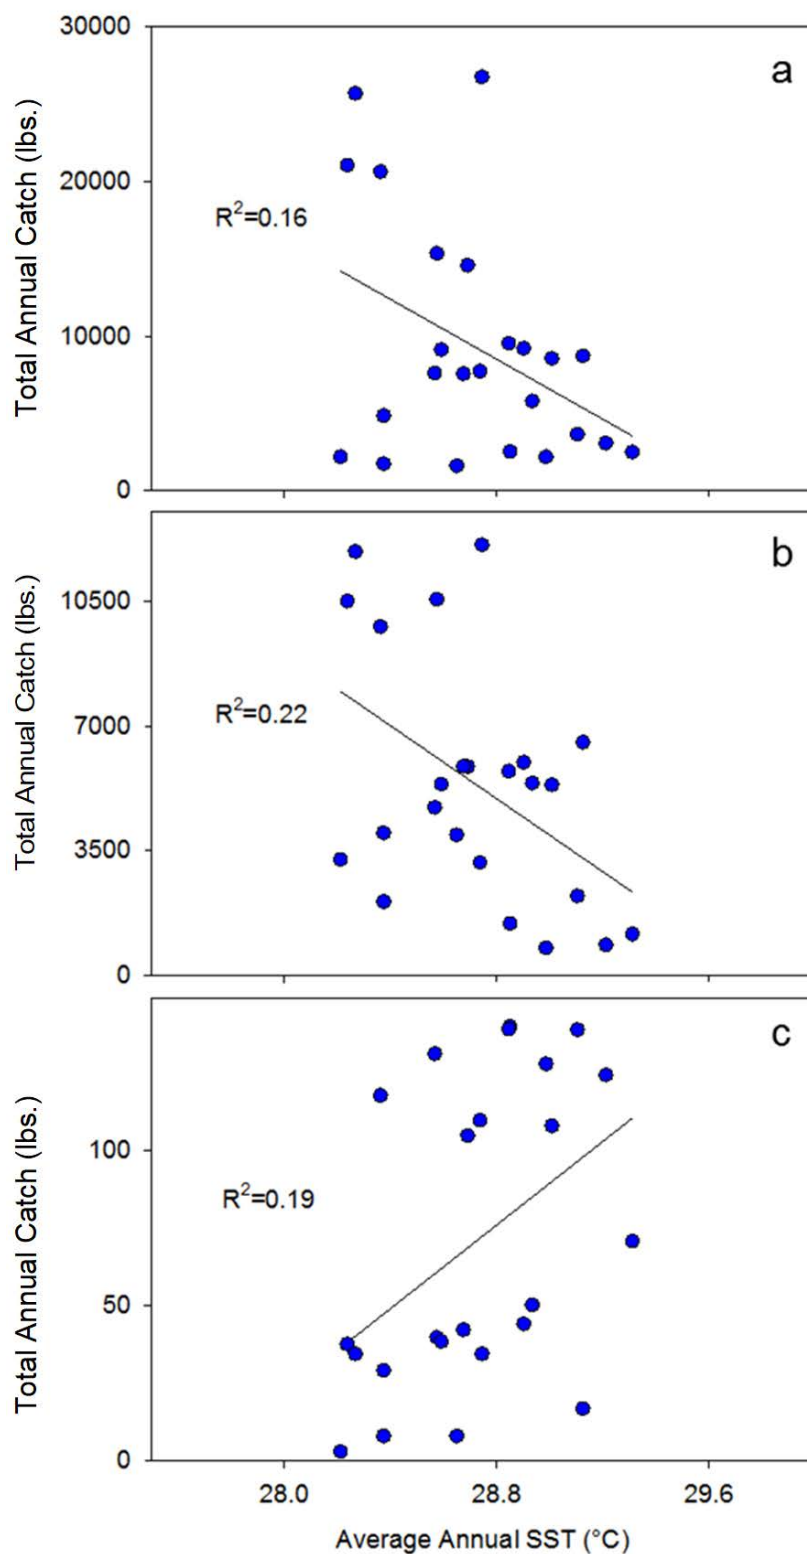 30000
a
20000
R²=0.16
10000
0
Total Annual Catch (lbs.)
b
10500
7000
R²=0.22
3500
0
Total Annual Catch (lbs.)
c
100
R²=0.19
50
0
Total Annual Catch (lbs.)
28.0 28.8 29.6
Average Annual SST (°C)